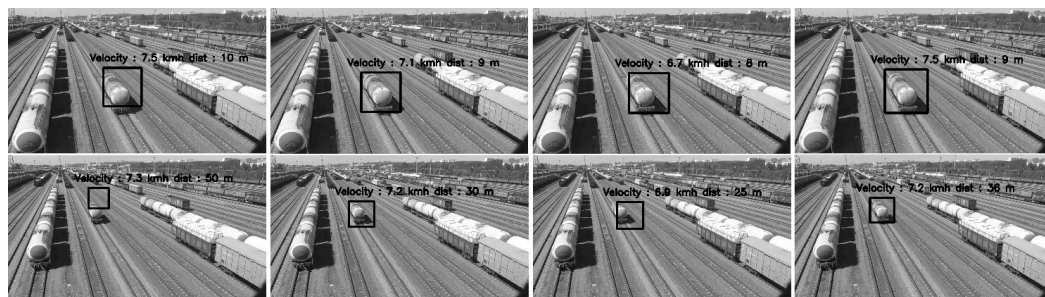 Velocity : 7.5 kmh dist : 10 m
Velocity : 7.1 kmh dist : 9 m
Velocity : 6.7 kmh dist : 8 m
Velocity : 7.5 kmh dist : 9 m
Velocity : 7.3 kmh dist : 50 m
Velocity : 7.2 kmh dist : 30 m
Velocity : 6.9 kmh dist : 25 m
Velocity : 7.2 kmh dist : 36 m